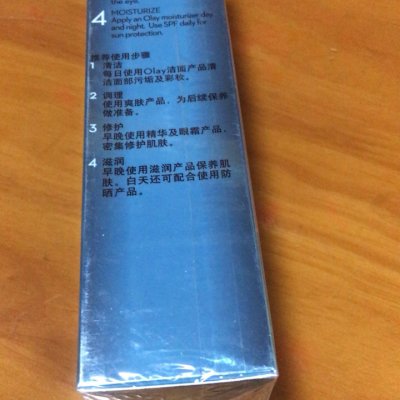 the eye.
4 MOISTURIZE
Apply an Olay moisturizer day
and night. Use SPF daily for
sun protection.
推荐使用步骤
1 清洁
每日使用Olay洁面产品清
洁面部污垢及彩妆。
2 调理
使用爽肤产品，为后续保养
做准备。
3 修护
早晚使用精华及眼霜产品，
密集修护肌肤。
4 滋润
早晚使用滋润产品保养肌
肤。白天还可配合使用防
晒产品。